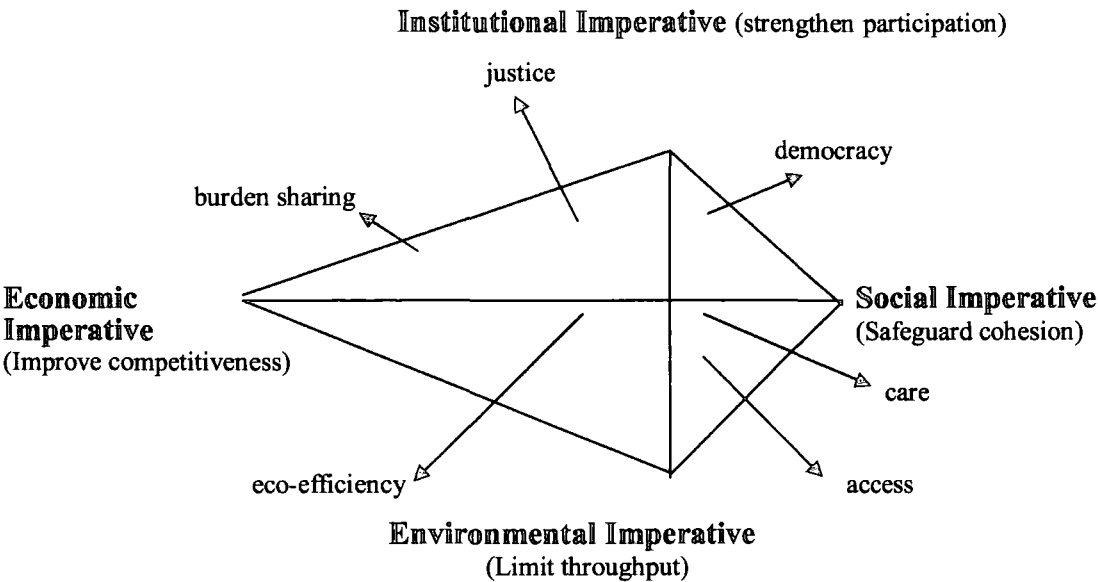 Institutional Imperative (strengthen participation)
justice
democracy
burden sharing
Economic
Imperative
(Improve competitiveness)
Social Imperative
(Safeguard cohesion)
care
eco-efficiency
access
Environmental Imperative
(Limit throughput)